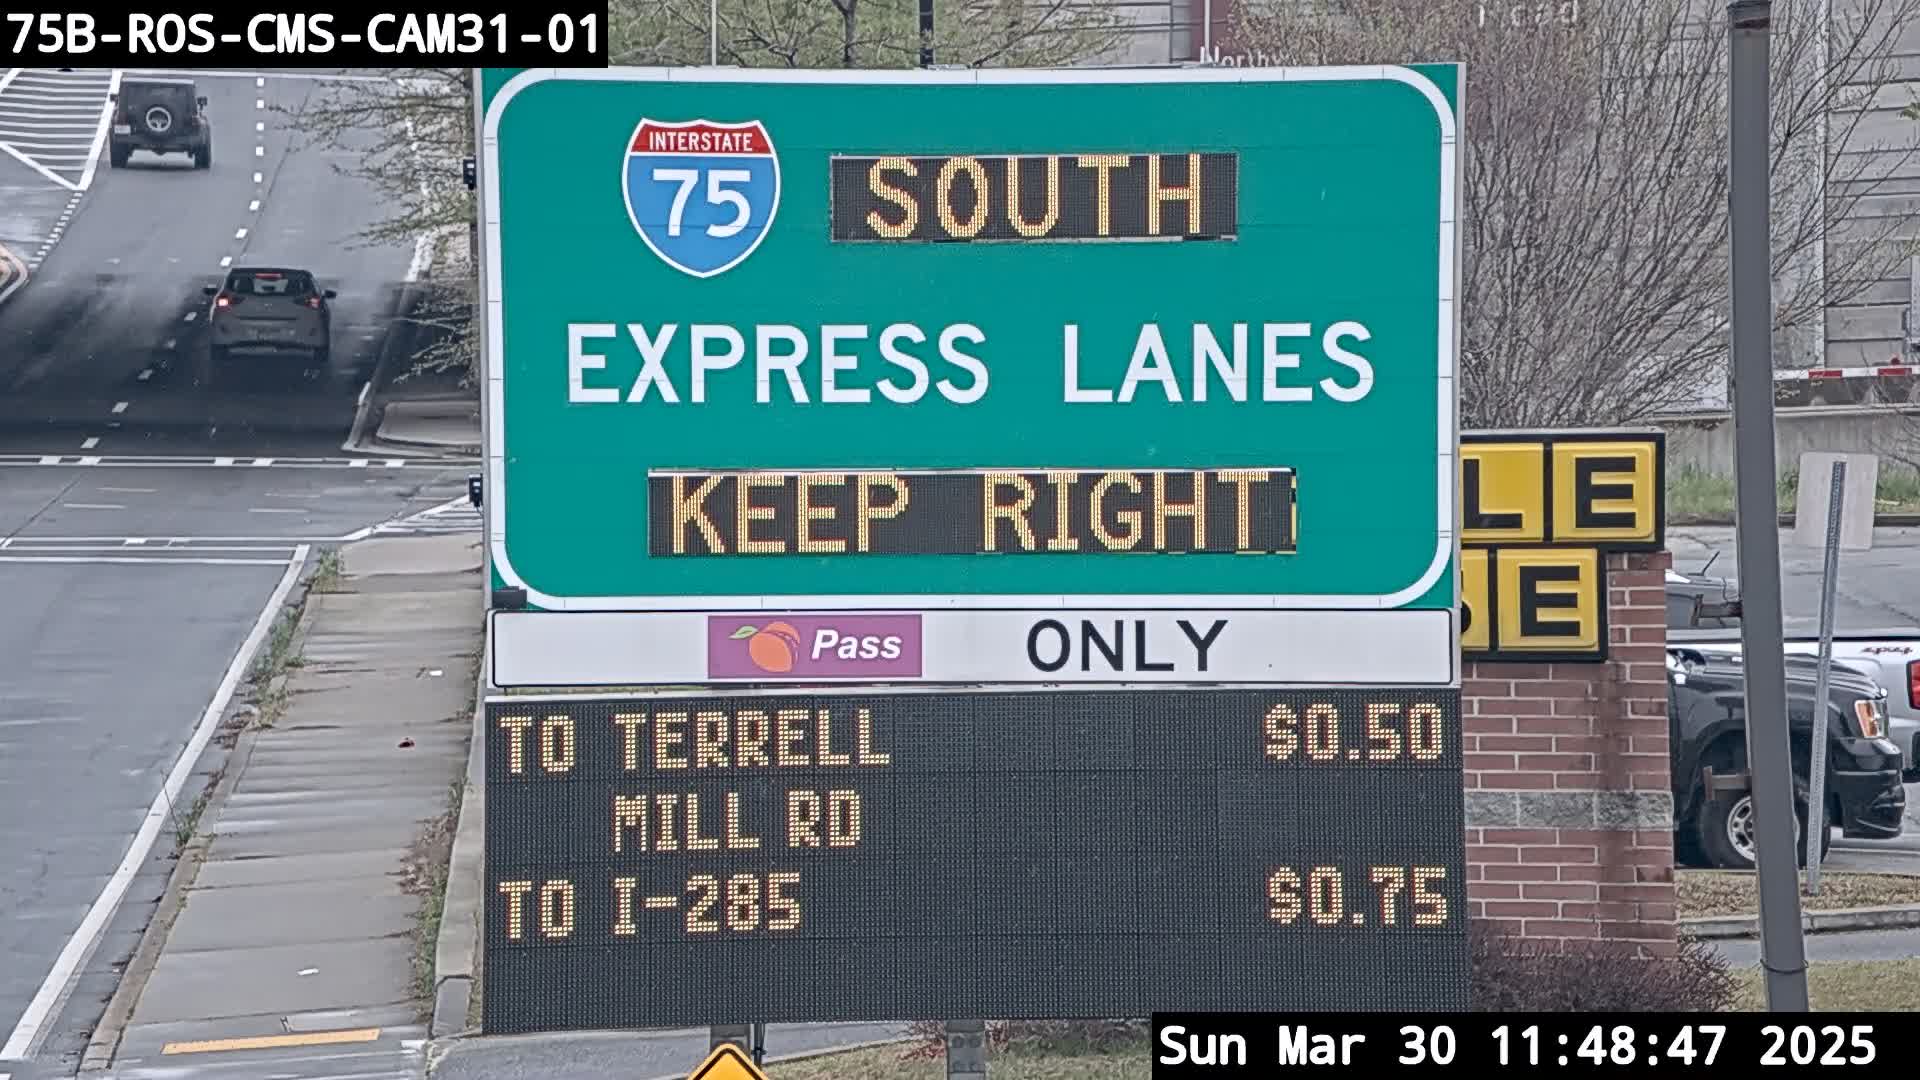 75B-ROS-CMS-CAM31-01
INTERSTATE
75
SOUTH
EXPRESS LANES
KEEP RIGHT
Pass ONLY
TO TERRELL $0.50
MILL RD
TO I-285 $0.75
LE
E
Sun Mar 30 11:48:47 2025